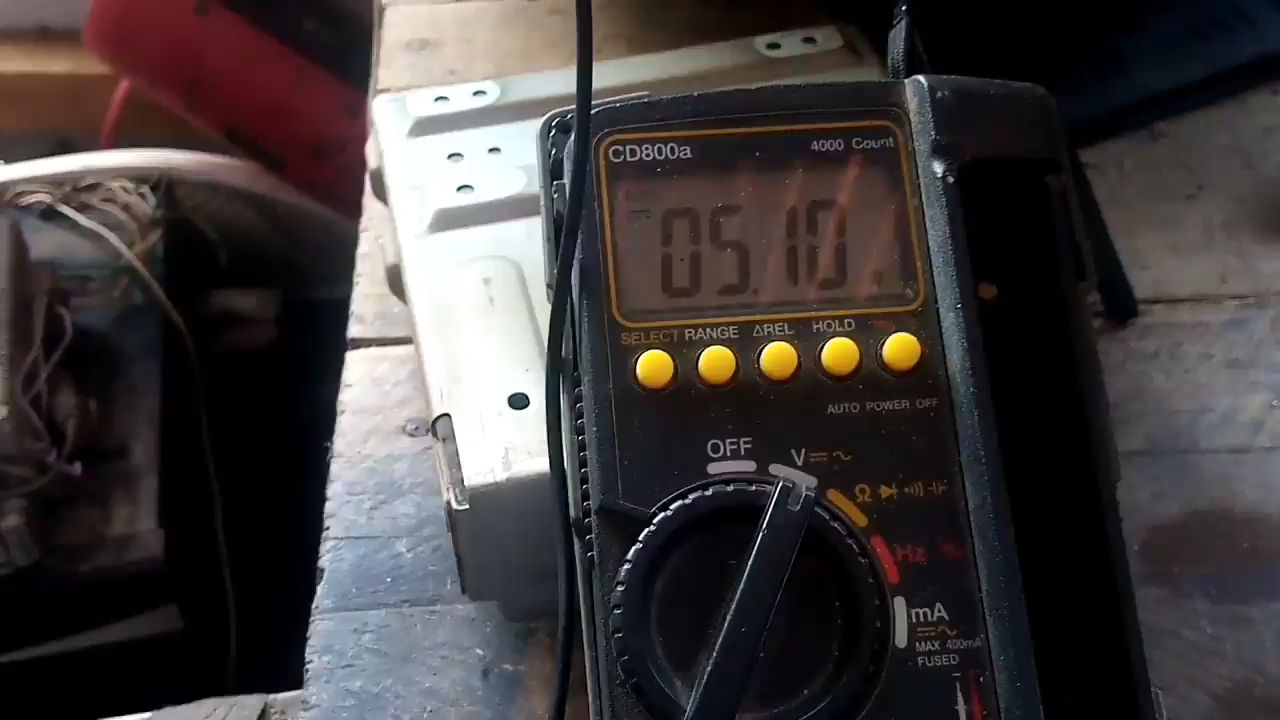 CD800a 4000 Count
05.10
SELECT RANGE ΔREL HOLD
AUTO POWER OFF
OFF V
Ω
Hz
mA
MAX 400mA
FUSED